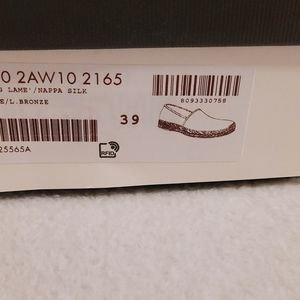 0 2AW10 2165
G LAME'/NAPPA SILK
E/L.BRONZE
8093330758
39
25565A
RFID